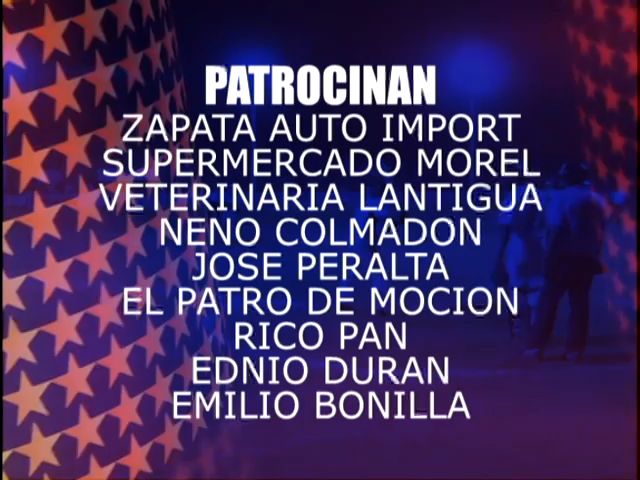 PATROCINAN
ZAPATA AUTO IMPORT
SUPERMERCADO MOREL
VETERINARIA LANTIGUA
NENO COLMADON
JOSE PERALTA
EL PATRO DE MOCION
RICO PAN
EDNIO DURAN
EMILIO BONILLA